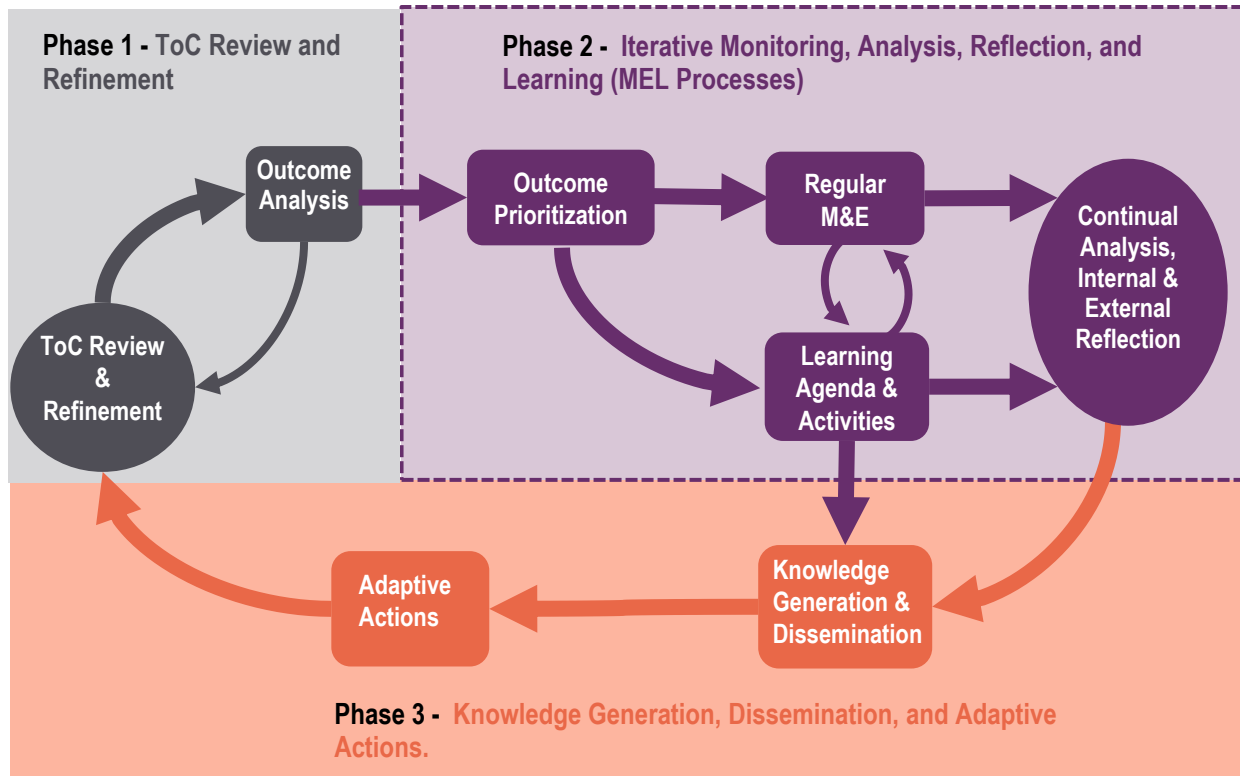 Phase 1 - ToC Review and
Refinement
Phase 2 - Iterative Monitoring, Analysis, Reflection, and
Learning (MEL Processes)
Outcome
Analysis
ToC Review
&
Refinement
Outcome
Prioritization
Regular
M&E
Learning
Agenda &
Activities
Continual
Analysis,
Internal &
External
Reflection
Adaptive
Actions
Knowledge
Generation &
Dissemination
Phase 3 - Knowledge Generation, Dissemination, and Adaptive
Actions.